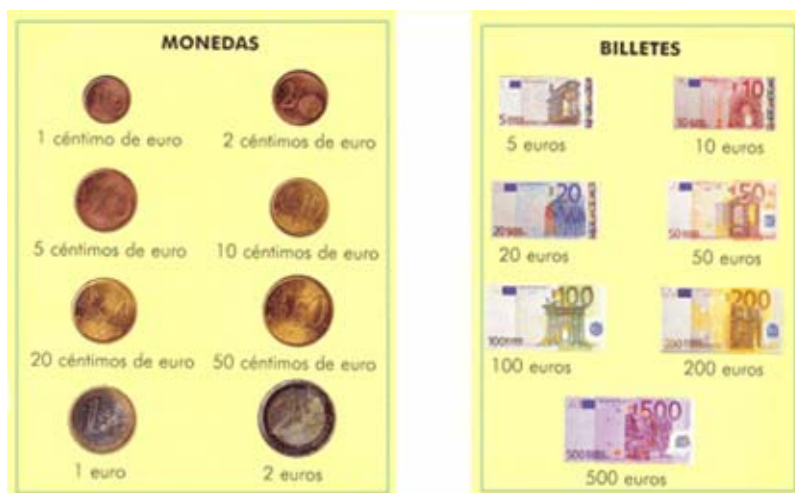 MONEDAS
1 céntimo de euro
2 céntimos de euro
5 céntimos de euro
10 céntimos de euro
20 céntimos de euro
50 céntimos de euro
1 euro
2 euros
BILLETES
5 euros
10 euros
20 euros
50 euros
100 euros
200 euros
500 euros